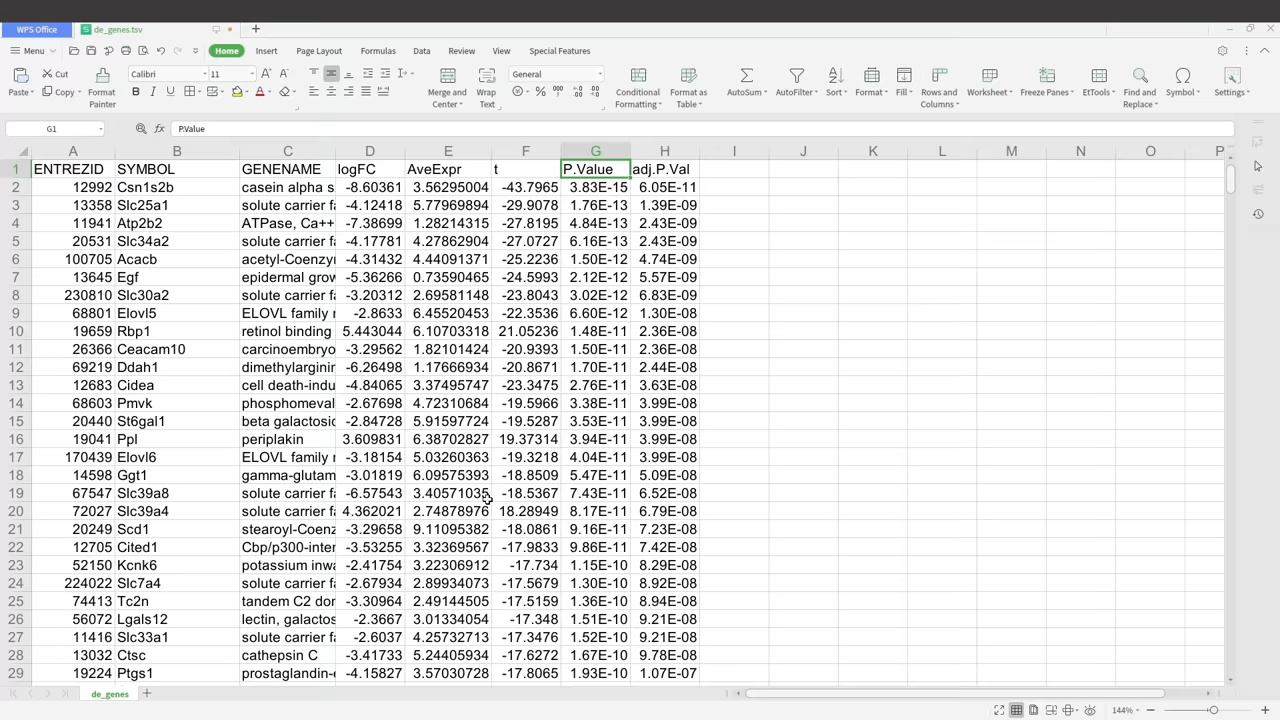 WPS Office de_genes.tsv
Menu Home Insert Page Layout Formulas Data Review View Special Features
Paste Cut Copy Format Painter Calibri 11 Merge and Center Wrap Text General Conditional Formatting Format as Table AutoSum AutoFilter Sort Format Fill Rows and Columns Worksheet Freeze Panes EtTools Find and Replace Symbol Settings
G1 fx P.Value
A B C D E F G H I J K L M N O P
1 ENTREZID SYMBOL GENENAME logFC AveExpr t P.Value adj.P.Val
2 12992 Csn1s2b casein alpha s -8.60361 3.56295004 -43.7965 3.83E-15 6.05E-11
3 13358 Slc25a1 solute carrier fa -4.12418 5.77969894 -29.9078 1.76E-13 1.39E-09
4 11941 Atp2b2 ATPase, Ca++ -7.38699 1.28214315 -27.8195 4.84E-13 2.43E-09
5 20531 Slc34a2 solute carrier fa -4.17781 4.27862904 -27.0727 6.16E-13 2.43E-09
6 100705 Acacb acetyl-Coenzy -4.31432 4.44091371 -25.2236 1.50E-12 4.74E-09
7 13645 Egf epidermal grow -5.36266 0.73590465 -24.5993 2.12E-12 5.57E-09
8 230810 Slc30a2 solute carrier fa -3.20312 2.69581148 -23.8043 3.02E-12 6.83E-09
9 68801 Elovl5 ELOVL family -2.8633 6.45520453 -22.3536 6.60E-12 1.30E-08
10 19659 Rbp1 retinol binding 5.443044 6.10703318 21.05236 1.48E-11 2.36E-08
11 26366 Ceacam10 carcinoembryo -3.29562 1.82101424 -20.9393 1.65E-11 2.36E-08
12 69219 Ddah1 dimethylarginin -6.26498 1.17666934 -20.8671 1.70E-11 2.44E-08
13 12683 Cidea cell death-indu -4.84065 3.37495747 -23.3475 2.76E-11 3.63E-08
14 68603 Pmvk phosphomeval -2.67698 4.72310684 -19.5966 3.38E-11 3.99E-08
15 20440 St6gal1 beta galactosic -2.84728 5.91597724 -19.5287 3.53E-11 3.99E-08
16 19041 Ppl periplakin 3.609831 6.38702827 19.37314 3.94E-11 3.99E-08
17 170439 Elovl6 ELOVL family -3.18154 5.03260363 -19.3218 4.04E-11 3.99E-08
18 14598 Ggt1 gamma-glutam -3.01819 6.09575393 -18.8509 5.47E-11 5.09E-08
19 67547 Slc39a8 solute carrier fa -6.57543 3.40571035 -18.5367 7.43E-11 6.52E-08
20 72027 Slc39a4 solute carrier fa 4.362021 2.74878976 18.28949 8.17E-11 6.79E-08
21 20249 Scd1 stearoyl-Coenz -3.29658 9.11095382 -18.0861 9.16E-11 7.23E-08
22 12705 Cited1 Cbp/p300-inter -3.53255 3.32369567 -17.9833 9.86E-11 7.42E-08
23 52150 Kcnk6 potassium inwa -2.41754 3.22306912 -17.734 1.15E-10 8.29E-08
24 224022 Slc7a4 solute carrier fa -2.67934 2.89934073 -17.5679 1.30E-10 8.92E-08
25 74413 Tc2n tandem C2 dor -3.30964 2.49144505 -17.5159 1.36E-10 8.94E-08
26 56072 Lgals12 lectin, galactos -2.3667 3.01334054 -17.348 1.51E-10 9.21E-08
27 11416 Slc33a1 solute carrier fa -2.6037 4.25732713 -17.3476 1.52E-10 9.21E-08
28 13032 Ctsc cathepsin C -3.41733 5.24405934 -17.6272 1.67E-10 9.78E-08
29 19224 Ptgs1 prostaglandin- -4.15827 3.57030728 -17.8065 1.93E-10 1.07E-07
de_genes
144%